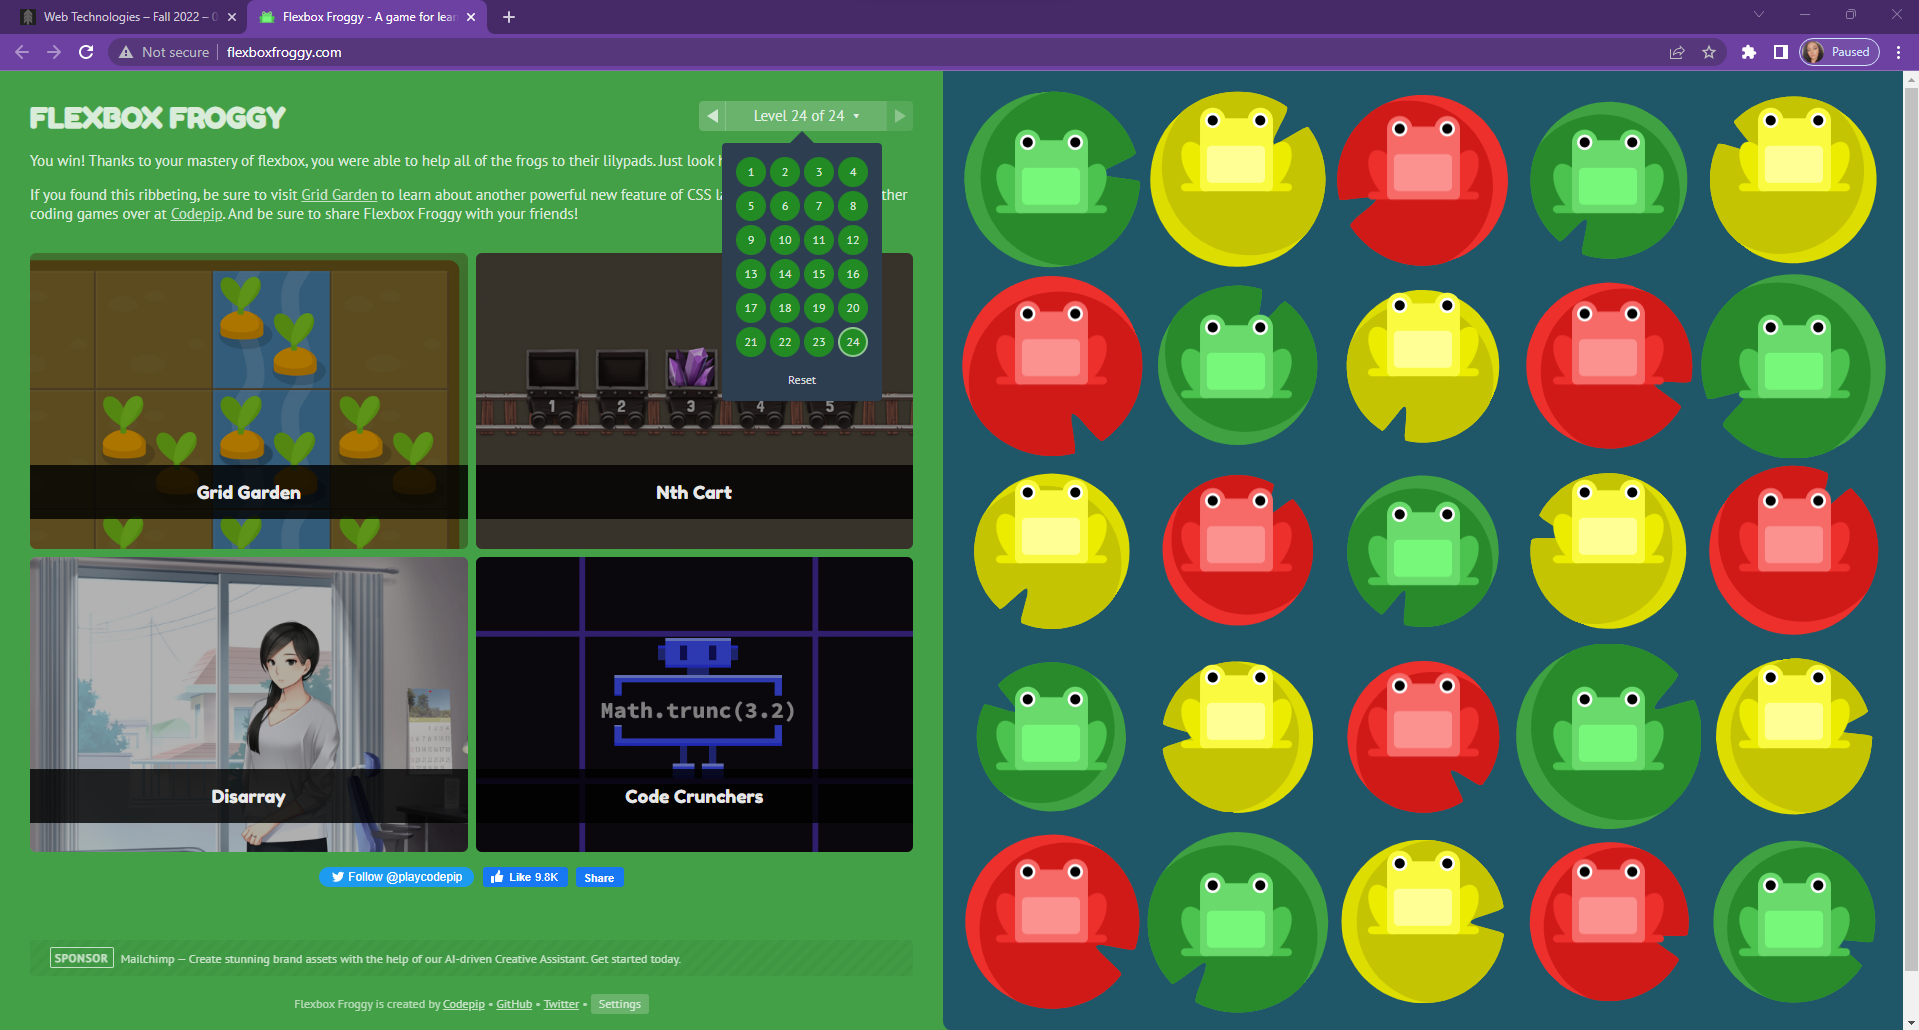 Web Technologies – Fall 2022 –
Flexbox Froggy - A game for lear
Not secure
flexboxfroggy.com
Paused
FLEXBOX FROGGY
Level 24 of 24
You win! Thanks to your mastery of flexbox, you were able to help all of the frogs to their lilypads. Just look
If you found this ribbeting, be sure to visit Grid Garden to learn about another powerful new feature of CSS
ther
coding games over at Codepip. And be sure to share Flexbox Froggy with your friends!
1 2 3 4
5 6 7 8
9 10 11 12
13 14 15 16
17 18 19 20
21 22 23 24
Reset
1 2 3 4 5
Grid Garden
Nth Cart
Math.trunc(3.2)
Disarray
Code Crunchers
Follow @playcodepip
Like 9.8K
Share
SPONSOR Mailchimp — Create stunning brand assets with the help of our AI-driven Creative Assistant. Get started today.
Flexbox Froggy is created by Codepip • GitHub • Twitter • Settings